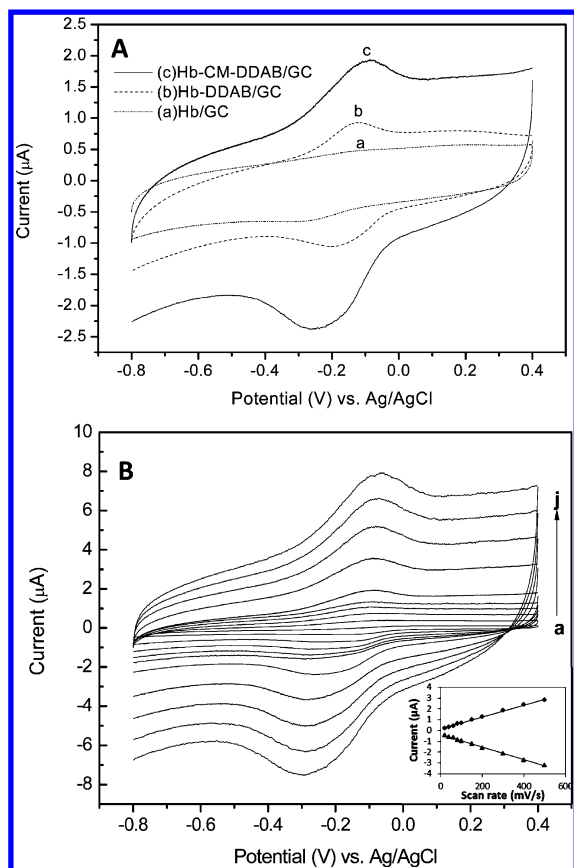 A
(c)Hb-CM-DDAB/GC
(b)Hb-DDAB/GC
(a)Hb/GC
c
b
a
2.5
2.0
1.5
1.0
0.5
0.0
-0.5
-1.0
-1.5
-2.0
-2.5
Current (μA)
-0.8 -0.6 -0.4 -0.2 0.0 0.2 0.4
Potential (V) vs. Ag/AgCl
B
10
8
6
4
2
0
-2
-4
-6
-8
Current (μA)
j
a
4
3
2
1
0
-1
-2
-3
-4
Current (μA)
0 200 400 600
Scan rate (mV/s)
-0.8 -0.6 -0.4 -0.2 0.0 0.2 0.4
Potential (V) vs. Ag/AgCl